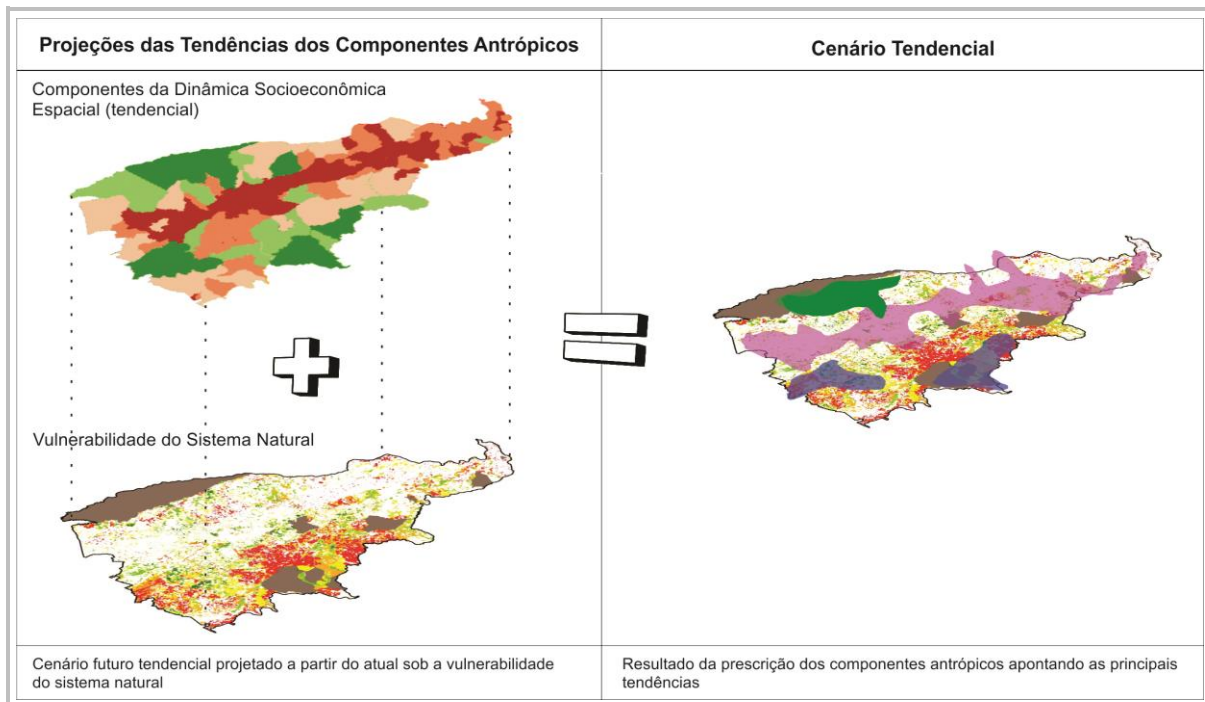 Projeções das Tendências dos Componentes Antrópicos
Cenário Tendencial
Componentes da Dinâmica Socioeconômica
Espacial (tendencial)
Vulnerabilidade do Sistema Natural
Cenário futuro tendencial projetado a partir do atual sob a vulnerabilidade
do sistema natural
Resultado da prescrição dos componentes antrópicos apontando as principais
tendências